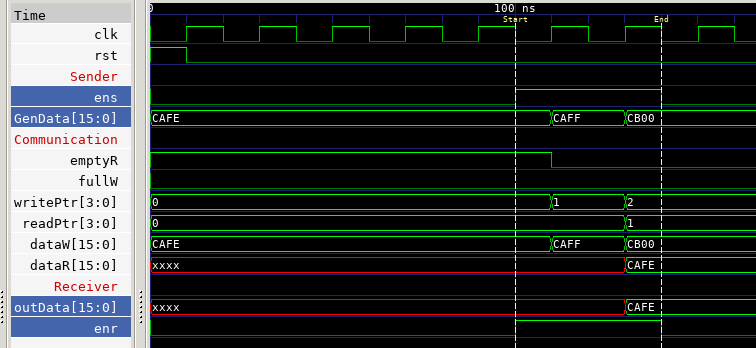 0 100 ns
Time Start End
clk
rst
Sender
ens
GenData[15:0] CAFE CAFF CB00
Communication
emptyR
fullW
writePtr[3:0] 0 1 2
readPtr[3:0] 0 1
dataW[15:0] CAFE CAFF CB00
dataR[15:0] xxxx CAFE
Receiver
outData[15:0] xxxx CAFE
enr